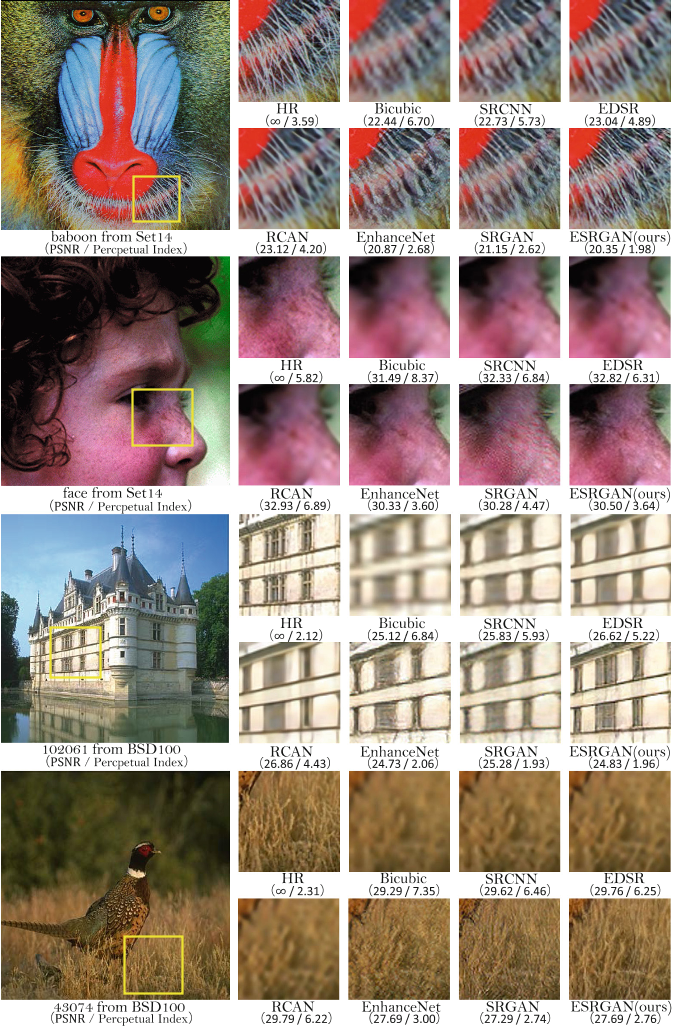 HR
(∞ / 3.59)
Bicubic
(22.44 / 6.70)
SRCNN
(22.73 / 5.73)
EDSR
(23.04 / 4.89)
RCAN
(23.12 / 4.20)
EnhanceNet
(20.87 / 2.68)
SRGAN
(21.15 / 2.62)
ESRGAN(ours)
(20.35 / 1.98)
baboon from Set14
(PSNR / Percpetual Index)
HR
(∞ / 5.82)
Bicubic
(31.49 / 8.37)
SRCNN
(32.33 / 6.84)
EDSR
(32.82 / 6.31)
RCAN
(32.93 / 6.89)
EnhanceNet
(30.33 / 3.60)
SRGAN
(30.28 / 4.47)
ESRGAN(ours)
(30.50 / 3.64)
face from Set14
(PSNR / Percpetual Index)
HR
(∞ / 2.12)
Bicubic
(25.12 / 6.84)
SRCNN
(25.83 / 5.93)
EDSR
(26.62 / 5.22)
RCAN
(26.86 / 4.43)
EnhanceNet
(24.73 / 2.06)
SRGAN
(25.28 / 1.93)
ESRGAN(ours)
(24.83 / 1.96)
102061 from BSD100
(PSNR / Percpetual Index)
HR
(∞ / 2.31)
Bicubic
(29.29 / 7.35)
SRCNN
(29.62 / 6.46)
EDSR
(29.76 / 6.25)
RCAN
(29.79 / 6.22)
EnhanceNet
(27.69 / 3.00)
SRGAN
(27.29 / 2.74)
ESRGAN(ours)
(27.69 / 2.76)
43074 from BSD100
(PSNR / Percpetual Index)